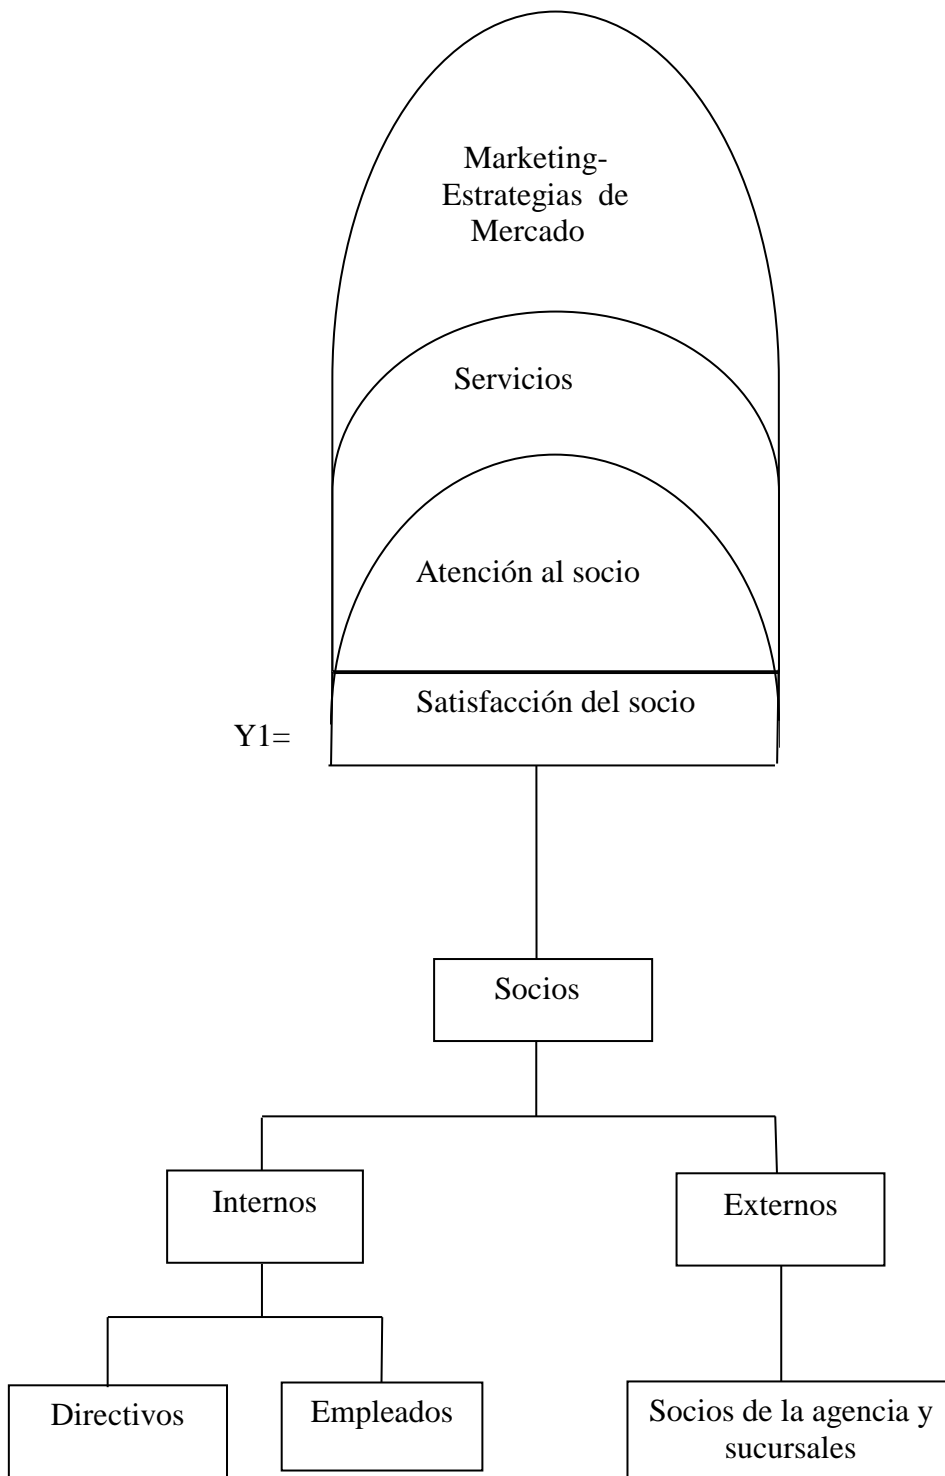 Marketing-
Estrategias de
Mercado
Servicios
Atención al socio
Satisfacción del socio
Y1=
Socios
Internos
Externos
Directivos
Empleados
Socios de la agencia y
sucursales